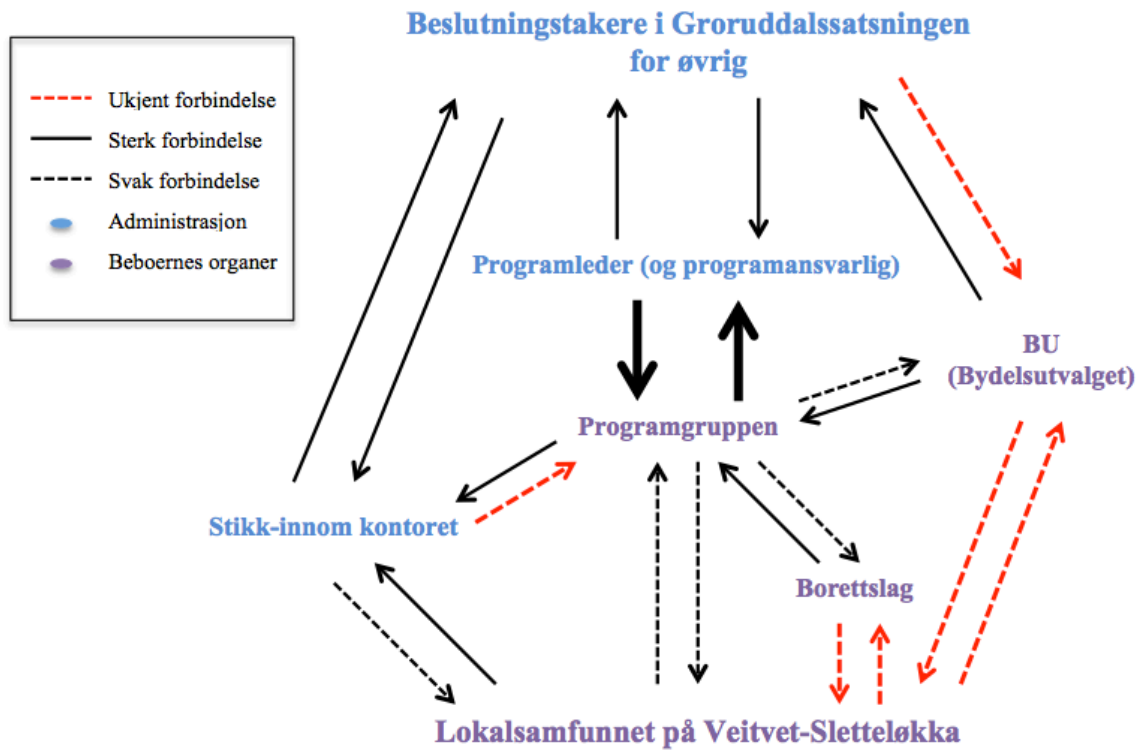 Beslutningstakere i Groruddalssatsningen
for øvrig
Ukjent forbindelse
Sterk forbindelse
Svak forbindelse
Administrasjon
Beboernes organer
Programleder (og programansvarlig)
BU
(Bydelsutvalget)
Programgruppen
Stikk-innom kontoret
Borettslag
Lokalsamfunnet på Veitvet-Sletteløkka